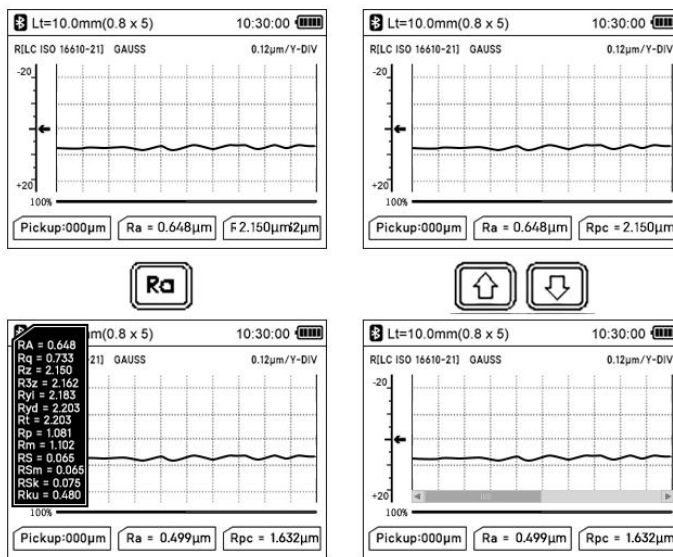 Lt=10.0mm(0.8 x 5) 10:30:00
R[LC ISO 16610-21] GAUSS 0.12µm/Y-DIV
-20
+20
100%
Pickup:000µm Ra = 0.648µm 2.150µm
Lt=10.0mm(0.8 x 5) 10:30:00
R[LC ISO 16610-21] GAUSS 0.12µm/Y-DIV
-20
+20
100%
Pickup:000µm Ra = 0.648µm Rpc = 2.150µm
Ra
m(0.8 x 5) 10:30:00
-21] GAUSS 0.12µm/Y-DIV
RA = 0.648
Rq = 0.733
Rz = 2.150
R3z = 2.162
Ryl = 2.183
Ryd = 2.203
Rt = 2.203
Rp = 1.081
Rm = 1.102
RS = 0.065
RSm = 0.065
RSk = 0.075
Rku = 0.480
100%
Pickup:000µm Ra = 0.499µm Rpc = 1.632µm
Lt=10.0mm(0.8 x 5) 10:30:00
R[LC ISO 16610-21] GAUSS 0.12µm/Y-DIV
-20
+20
100%
Pickup:000µm Ra = 0.499µm Rpc = 1.632µm